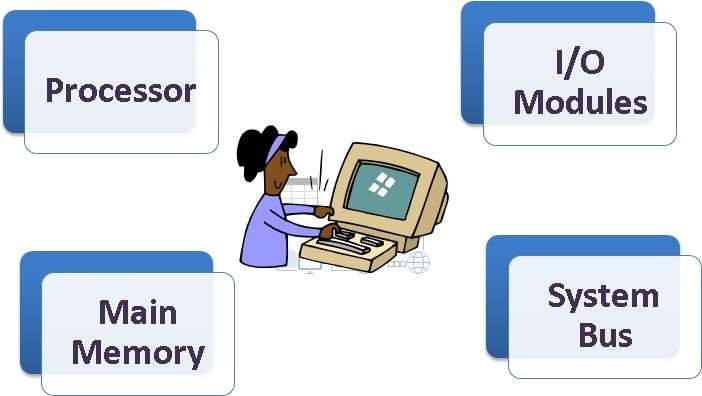 Processor
I/O
Modules
Main
Memory
System
Bus